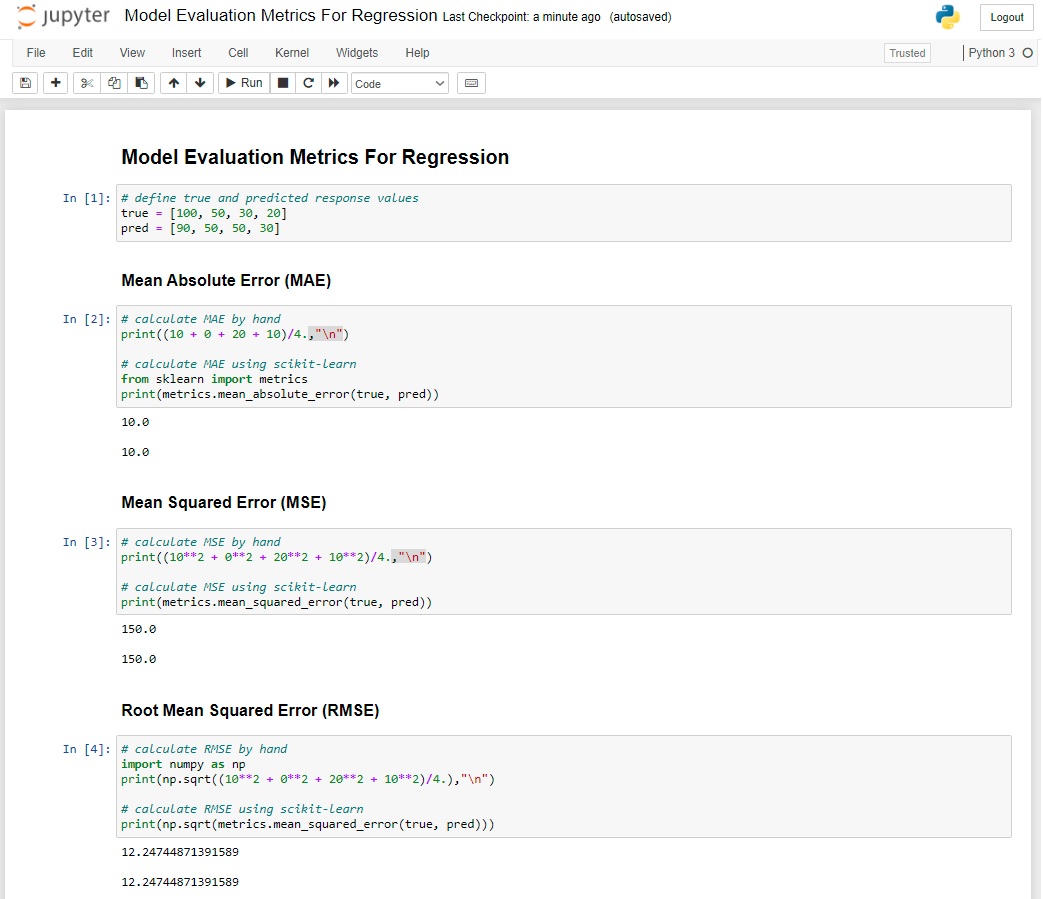 jupyter Model Evaluation Metrics For Regression Last Checkpoint: a minute ago (autosaved) Logout
File Edit View Insert Cell Kernel Widgets Help Trusted Python 3
Run Code
Model Evaluation Metrics For Regression
In [1]: # define true and predicted response values
true = [100, 50, 30, 20]
pred = [90, 50, 50, 30]
Mean Absolute Error (MAE)
In [2]: # calculate MAE by hand
print((10 + 0 + 20 + 10)/4.,"\n")
# calculate MAE using scikit-learn
from sklearn import metrics
print(metrics.mean_absolute_error(true, pred))
10.0
10.0
Mean Squared Error (MSE)
In [3]: # calculate MSE by hand
print((10**2 + 0**2 + 20**2 + 10**2)/4.,"\n")
# calculate MSE using scikit-learn
print(metrics.mean_squared_error(true, pred))
150.0
150.0
Root Mean Squared Error (RMSE)
In [4]: # calculate RMSE by hand
import numpy as np
print(np.sqrt((10**2 + 0**2 + 20**2 + 10**2)/4.),"\n")
# calculate RMSE using scikit-learn
print(np.sqrt(metrics.mean_squared_error(true, pred)))
12.24744871391589
12.24744871391589